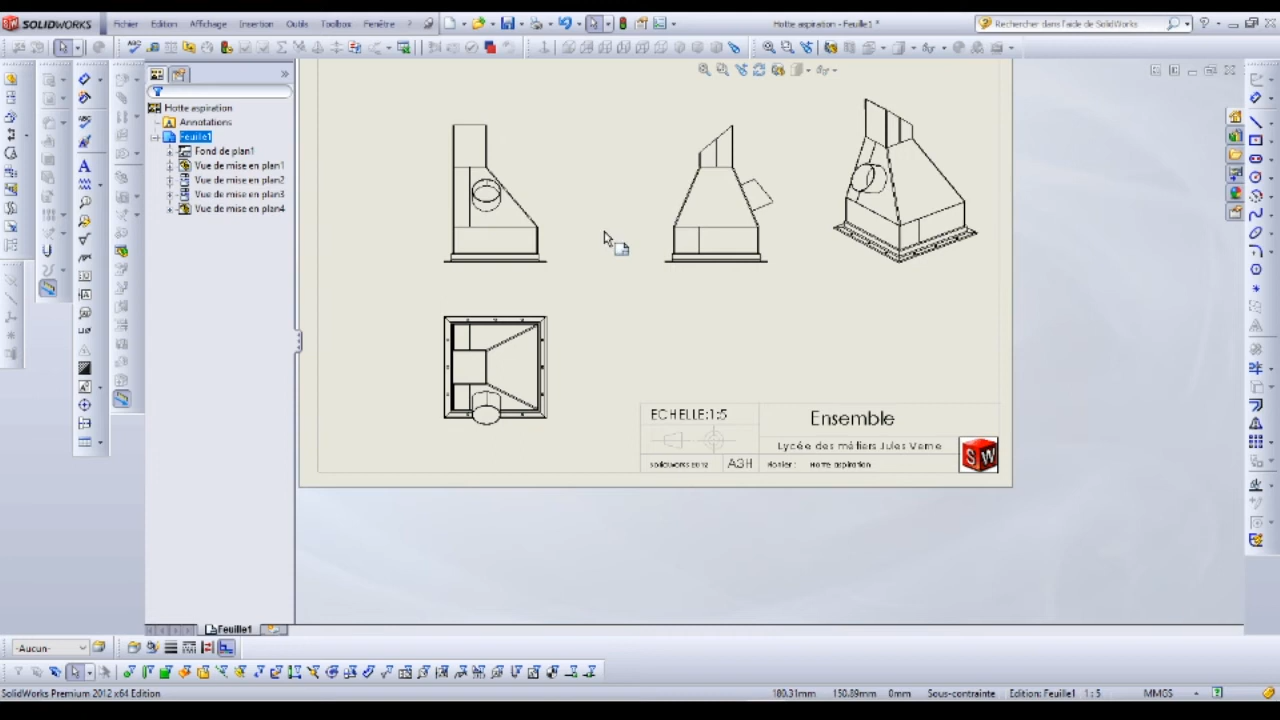 SOLIDWORKS Fichier Edition Affichage Insertion Outils Toolbox Fenêtre ? Hotte aspiration - Feuille1 * Rechercher dans l'aide de SolidWorks
Hotte aspiration
Annotations
Feuille1
Fond de plan1
Vue de mise en plan1
Vue de mise en plan2
Vue de mise en plan3
Vue de mise en plan4
ECHELLE:1:5 Ensemble
Lycée des métiers Jules Verne
SolidWorks 2012 A3H Hotte aspiration
SW
Feuille1
-Aucun-
SolidWorks Premium 2012 x64 Edition 150.89mm 0mm Sous-contrainte Edition: Feuille1 1 : 5 MMGS